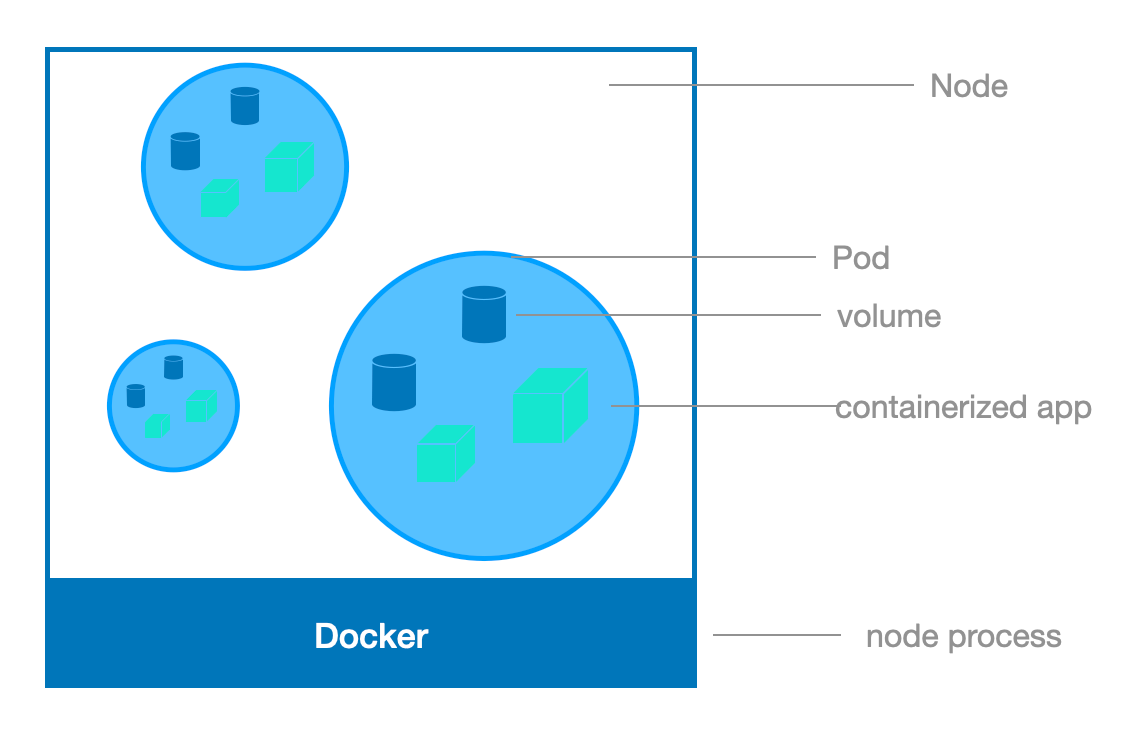 Node
Pod
volume
containerized app
Docker
node process